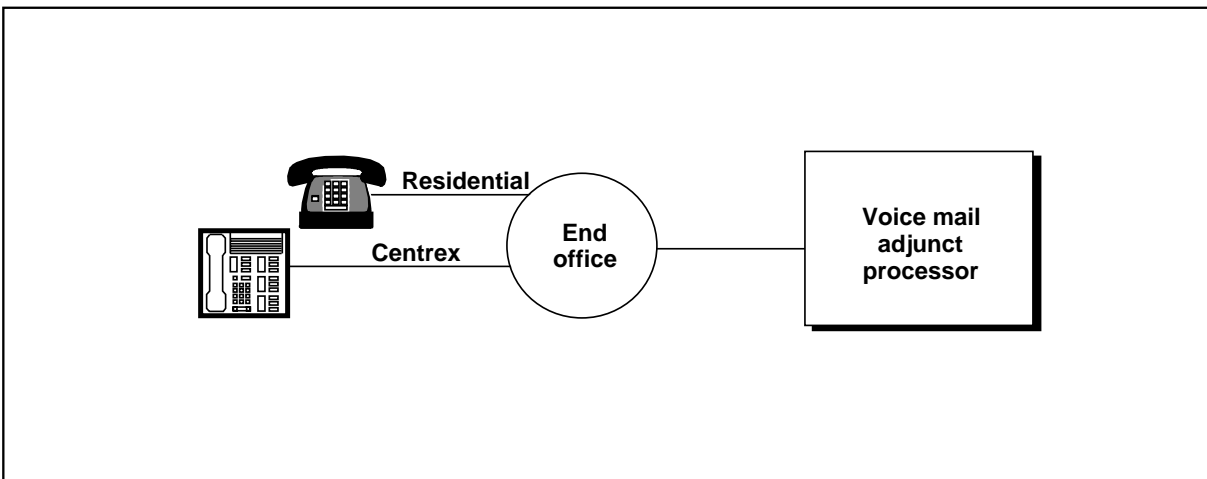 Residential
Centrex
End
office
Voice mail
adjunct
processor